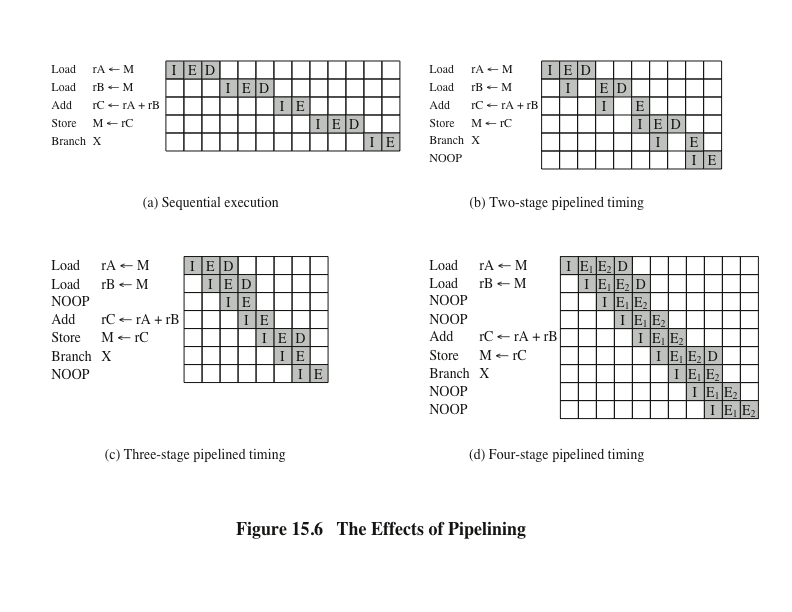 Load rA ← M I E D
Load rB ← M I E D
Add rC ← rA + rB I E
Store M ← rC I E D
Branch X I E
(a) Sequential execution
Load rA ← M I E D
Load rB ← M I E D
Add rC ← rA + rB I E
Store M ← rC I E D
Branch X I E
NOOP I E
(b) Two-stage pipelined timing
Load rA ← M I E D
Load rB ← M I E D
NOOP I E
Add rC ← rA + rB I E
Store M ← rC I E D
Branch X I E
NOOP I E
(c) Three-stage pipelined timing
Load rA ← M I E₁ E₂ D
Load rB ← M I E₁ E₂ D
NOOP I E₁ E₂
NOOP I E₁ E₂
Add rC ← rA + rB I E₁ E₂
Store M ← rC I E₁ E₂ D
Branch X I E₁ E₂
NOOP I E₁ E₂
NOOP I E₁ E₂
(d) Four-stage pipelined timing
Figure 15.6 The Effects of Pipelining